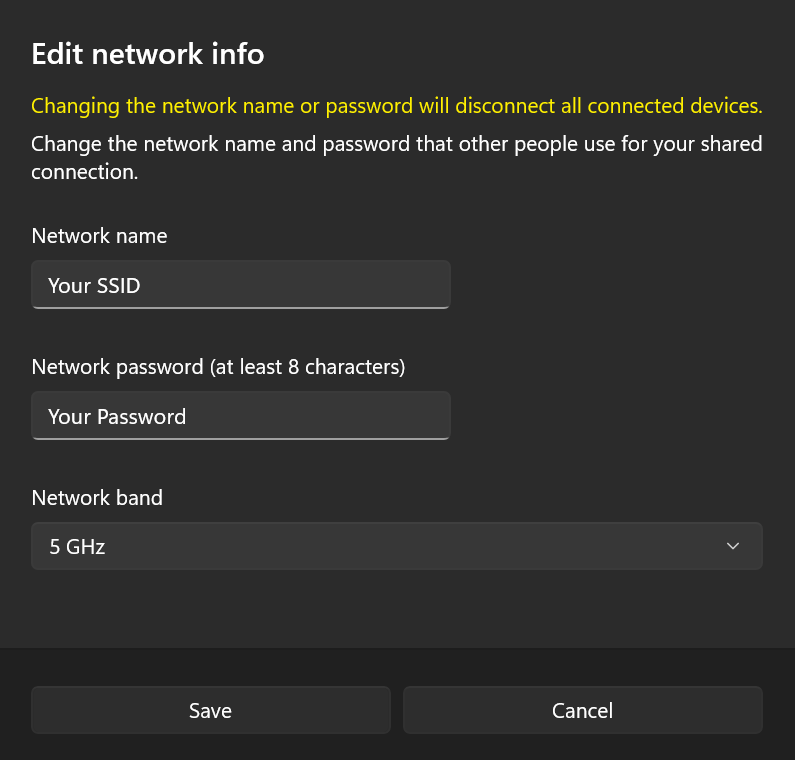 Edit network info
Changing the network name or password will disconnect all connected devices.
Change the network name and password that other people use for your shared
connection.
Network name
Your SSID
Network password (at least 8 characters)
Your Password
Network band
5 GHz
Save
Cancel